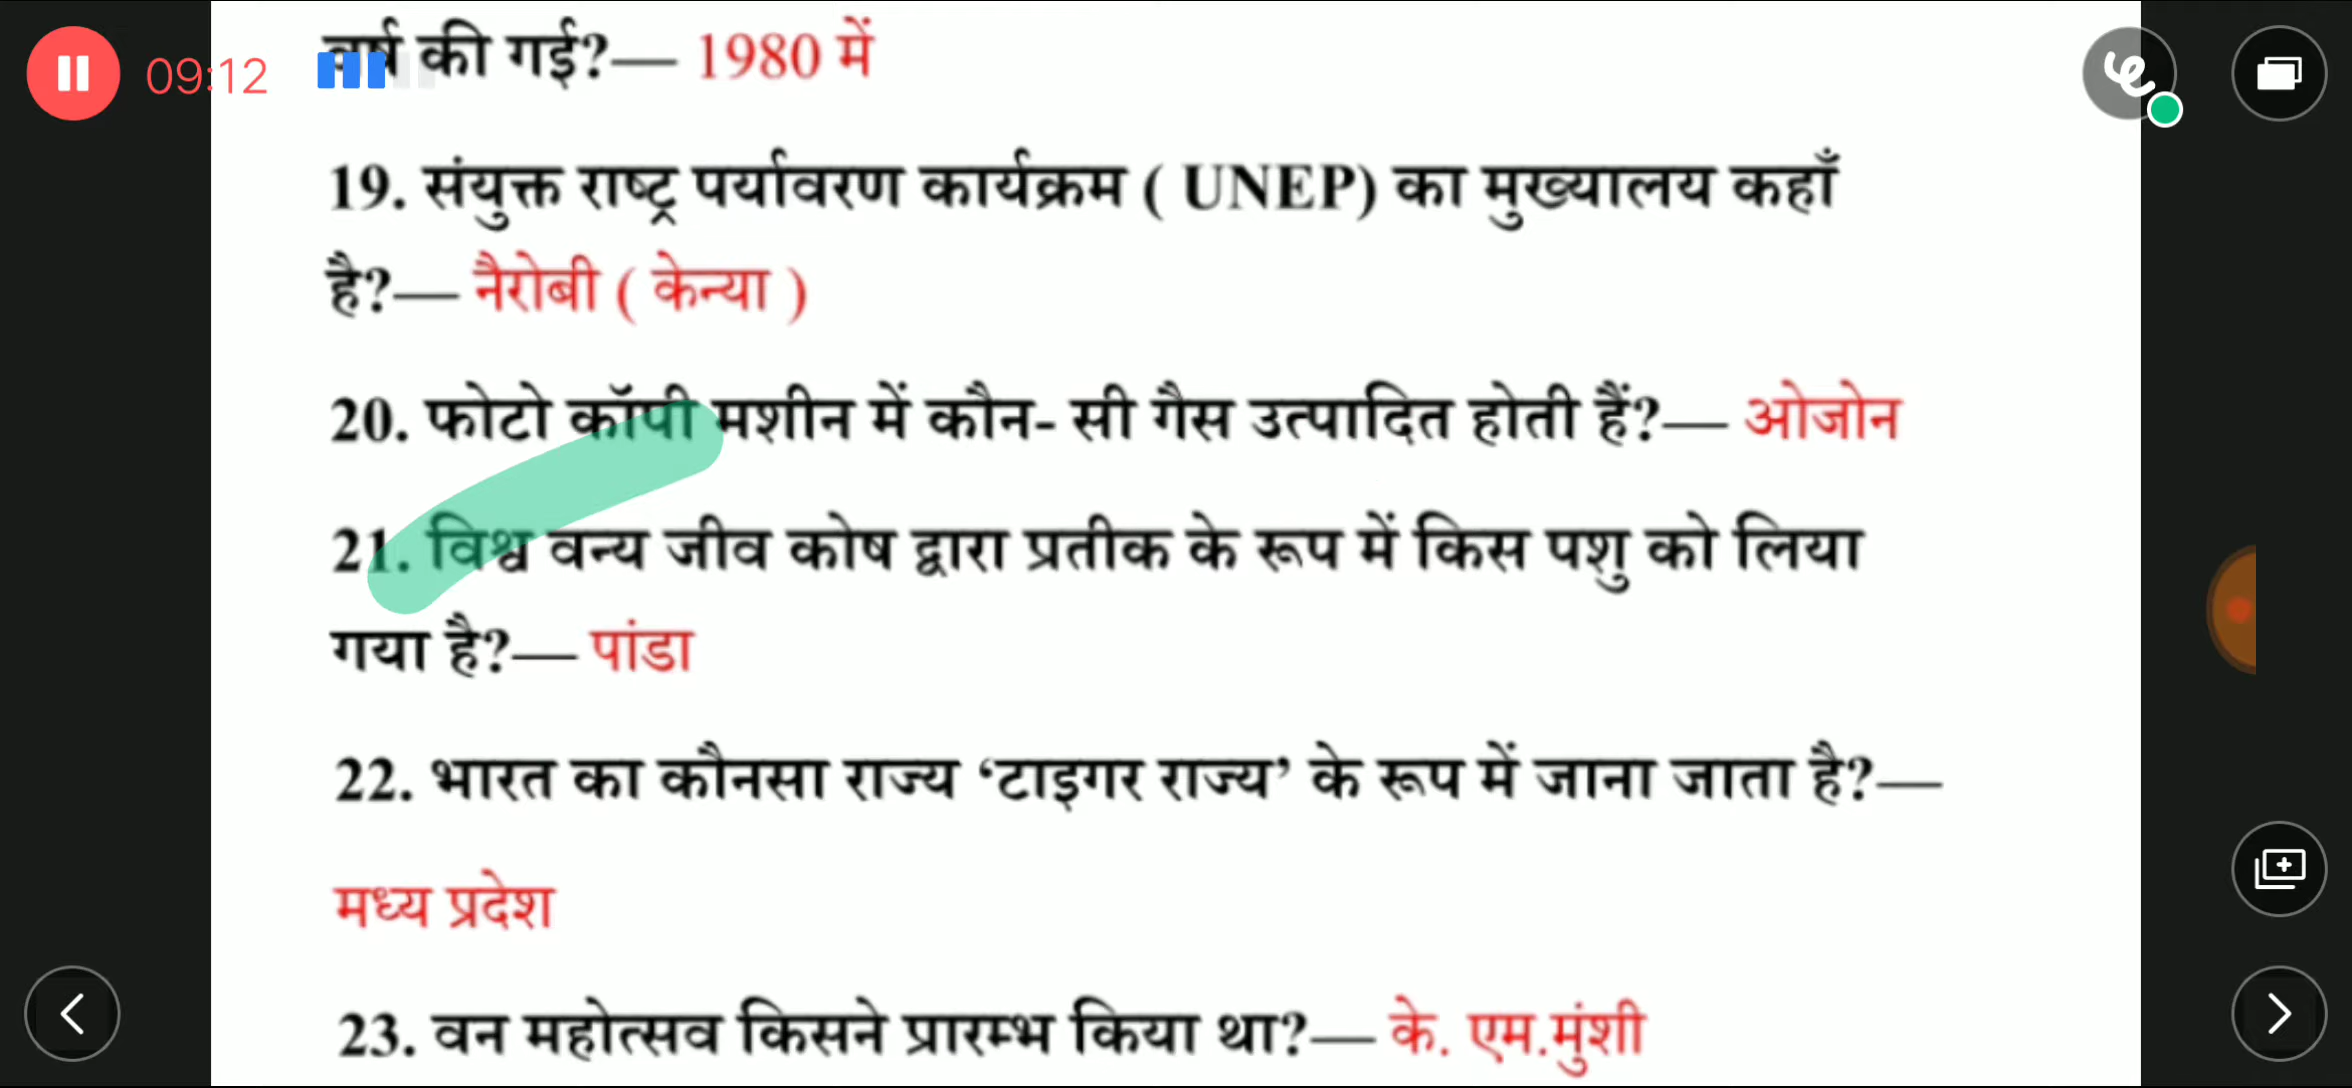 09:12
वर्ष की गई?— 1980 में
19. संयुक्त राष्ट्र पर्यावरण कार्यक्रम ( UNEP) का मुख्यालय कहाँ
है?— नैरोबी ( केन्या )
20. फोटो कॉपी मशीन में कौन- सी गैस उत्पादित होती हैं?— ओजोन
21. विश्व वन्य जीव कोष द्वारा प्रतीक के रूप में किस पशु को लिया
गया है?— पांडा
22. भारत का कौनसा राज्य ‘टाइगर राज्य’ के रूप में जाना जाता है?—
मध्य प्रदेश
23. वन महोत्सव किसने प्रारम्भ किया था?— के. एम.मुंशी